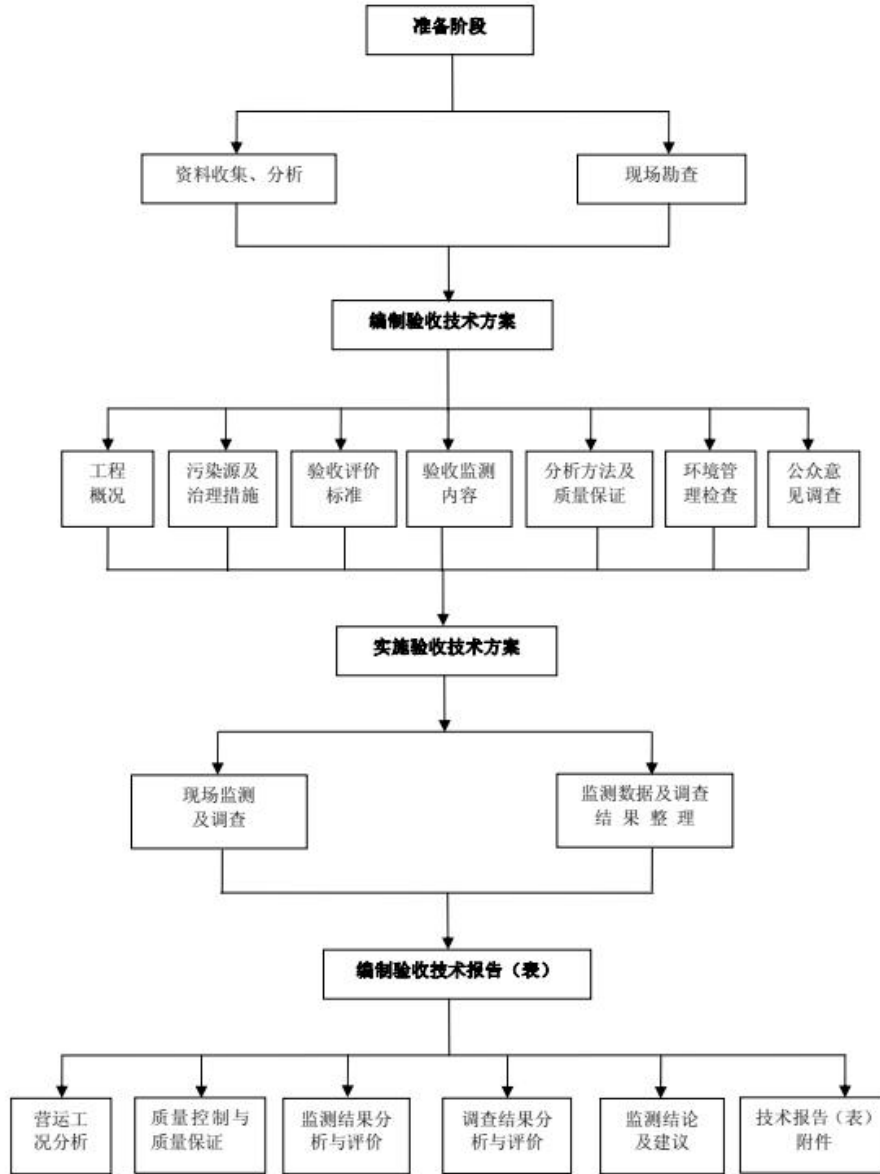 准备阶段
资料收集、分析
现场勘查
编制验收技术方案
工程
概况
污染源及
治理措施
验收评价
标准
验收监测
内容
分析方法及
质量保证
环境管
理检查
公众意
见调查
实施验收技术方案
现场监测
及调查
监测数据及调查
结 果 整 理
编制验收技术报告（表）
营运工
况分析
质量控制与
质量保证
监测结果分
析与评价
调查结果分
析与评价
监测结论
及建议
技术报告（表）
附件